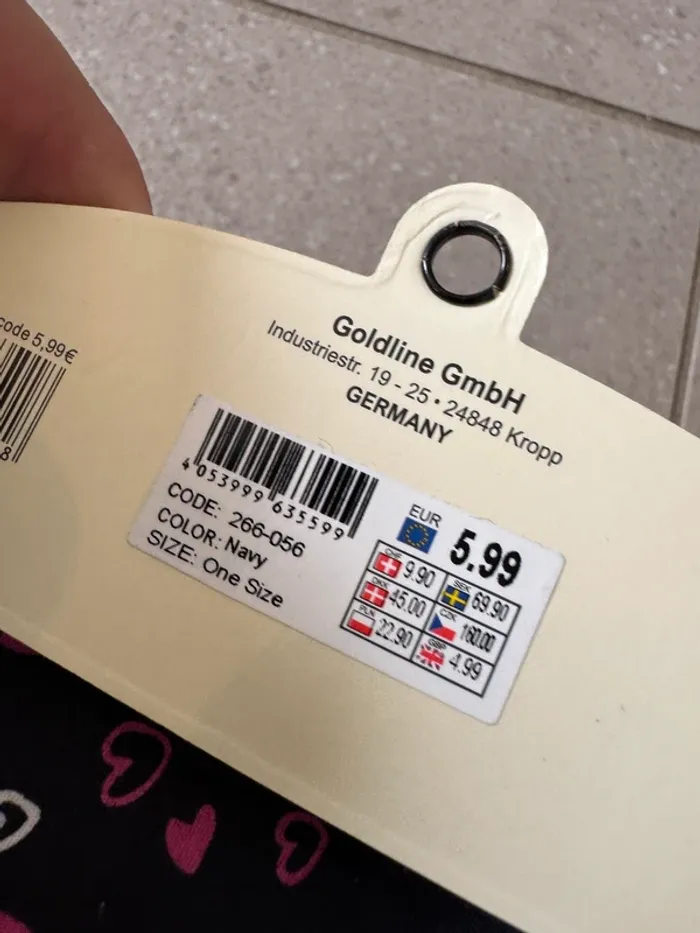 code 5,99€
8
Goldline GmbH
Industriestr. 19 - 25 • 24848 Kropp
GERMANY
4 053999 635599
CODE: 266-056
COLOR: Navy
SIZE: One Size
EUR 5.99
CHF 9.90 SEK 69.90
DKK 45.00 CZK 160.00
PLN 22.90 GBP 4.99